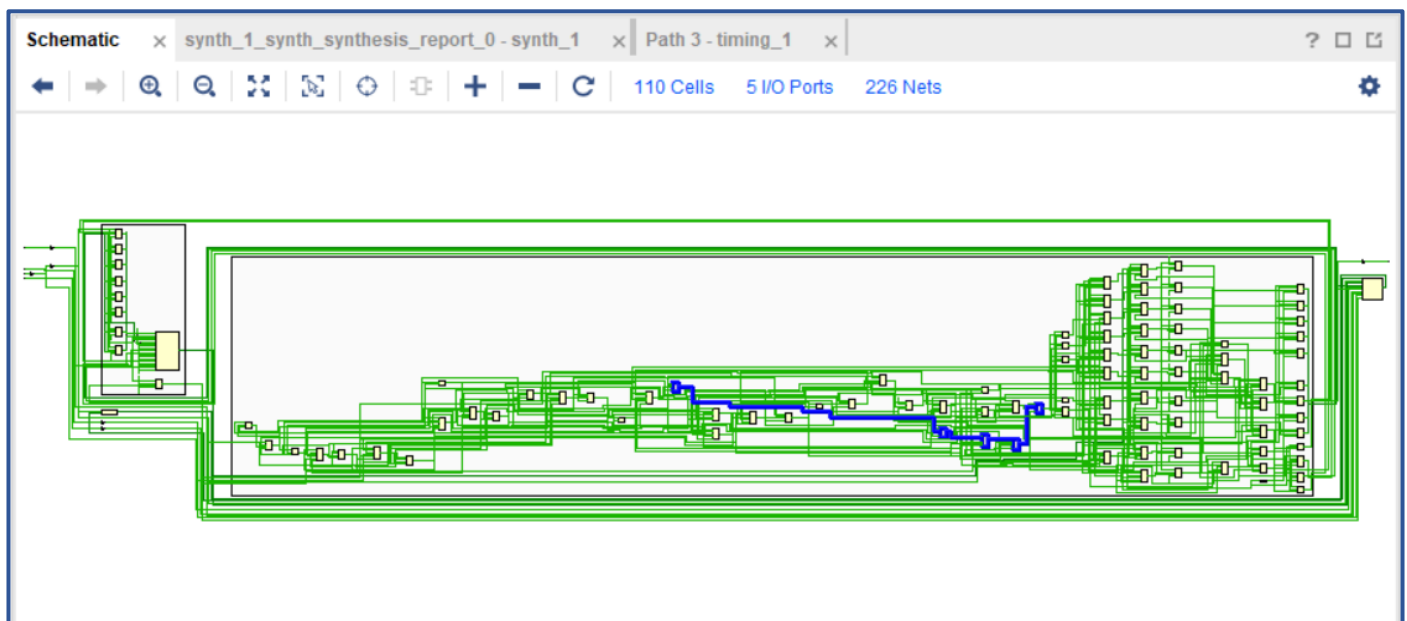 Schematic × synth_1_synth_synthesis_report_0 - synth_1 × Path 3 - timing_1 × ?
110 Cells 5 I/O Ports 226 Nets